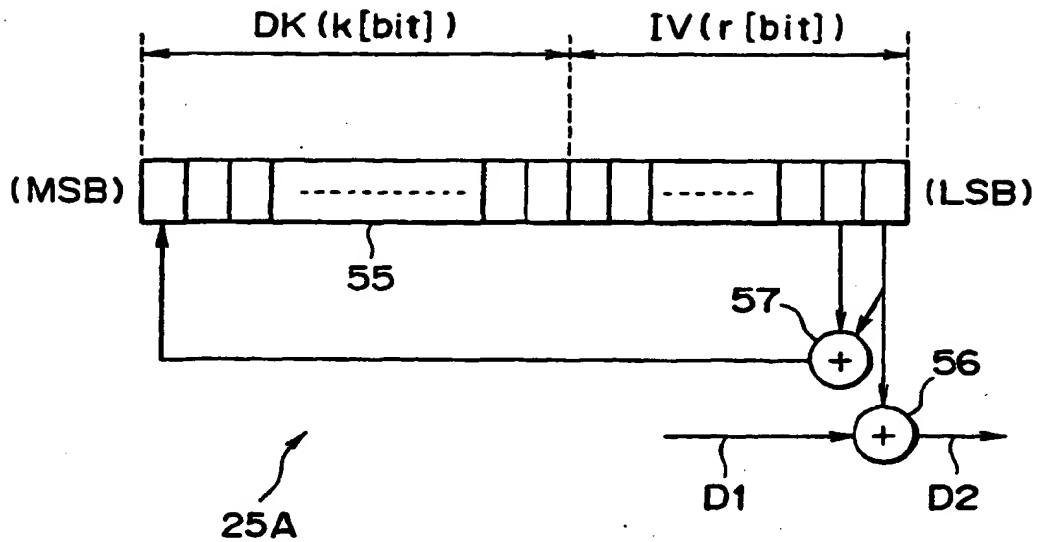 DK (k[bit]) IV (r [bit])
(MSB) (LSB)
55
57
+
56
+
D1 D2
25A